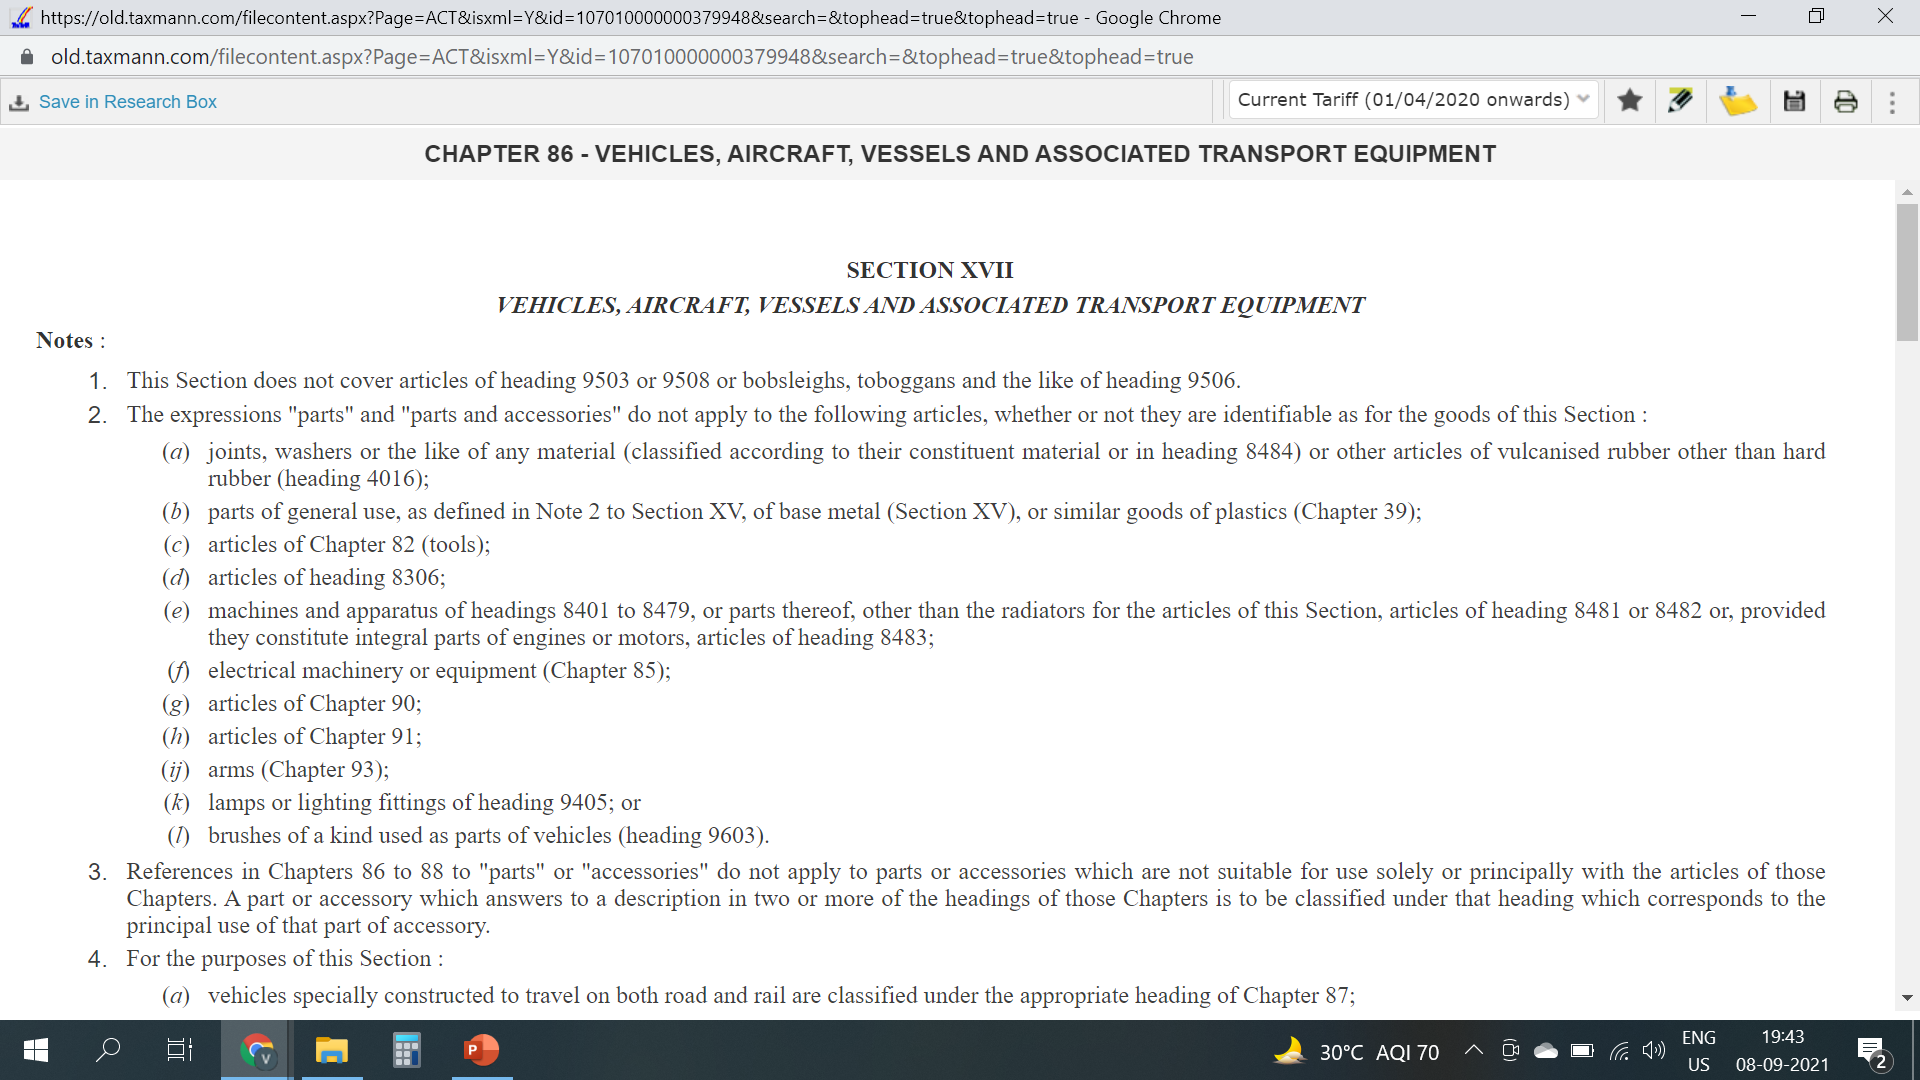 https://old.taxmann.com/filecontent.aspx?Page=ACT&isxml=Y&id=107010000000379948&search=&tophead=true&tophead=true - Google Chrome
old.taxmann.com/filecontent.aspx?Page=ACT&isxml=Y&id=107010000000379948&search=&tophead=true&tophead=true
Save in Research Box
Current Tariff (01/04/2020 onwards)
CHAPTER 86 - VEHICLES, AIRCRAFT, VESSELS AND ASSOCIATED TRANSPORT EQUIPMENT
SECTION XVII
VEHICLES, AIRCRAFT, VESSELS AND ASSOCIATED TRANSPORT EQUIPMENT
Notes :
1. This Section does not cover articles of heading 9503 or 9508 or bobsleighs, toboggans and the like of heading 9506.
2. The expressions "parts" and "parts and accessories" do not apply to the following articles, whether or not they are identifiable as for the goods of this Section :
(a) joints, washers or the like of any material (classified according to their constituent material or in heading 8484) or other articles of vulcanised rubber other than hard
rubber (heading 4016);
(b) parts of general use, as defined in Note 2 to Section XV, of base metal (Section XV), or similar goods of plastics (Chapter 39);
(c) articles of Chapter 82 (tools);
(d) articles of heading 8306;
(e) machines and apparatus of headings 8401 to 8479, or parts thereof, other than the radiators for the articles of this Section, articles of heading 8481 or 8482 or, provided
they constitute integral parts of engines or motors, articles of heading 8483;
(f) electrical machinery or equipment (Chapter 85);
(g) articles of Chapter 90;
(h) articles of Chapter 91;
(ij) arms (Chapter 93);
(k) lamps or lighting fittings of heading 9405; or
(l) brushes of a kind used as parts of vehicles (heading 9603).
3. References in Chapters 86 to 88 to "parts" or "accessories" do not apply to parts or accessories which are not suitable for use solely or principally with the articles of those
Chapters. A part or accessory which answers to a description in two or more of the headings of those Chapters is to be classified under that heading which corresponds to the
principal use of that part of accessory.
4. For the purposes of this Section :
(a) vehicles specially constructed to travel on both road and rail are classified under the appropriate heading of Chapter 87;
V
P
30°C AQI 70
ENG
US
19:43
08-09-2021
2